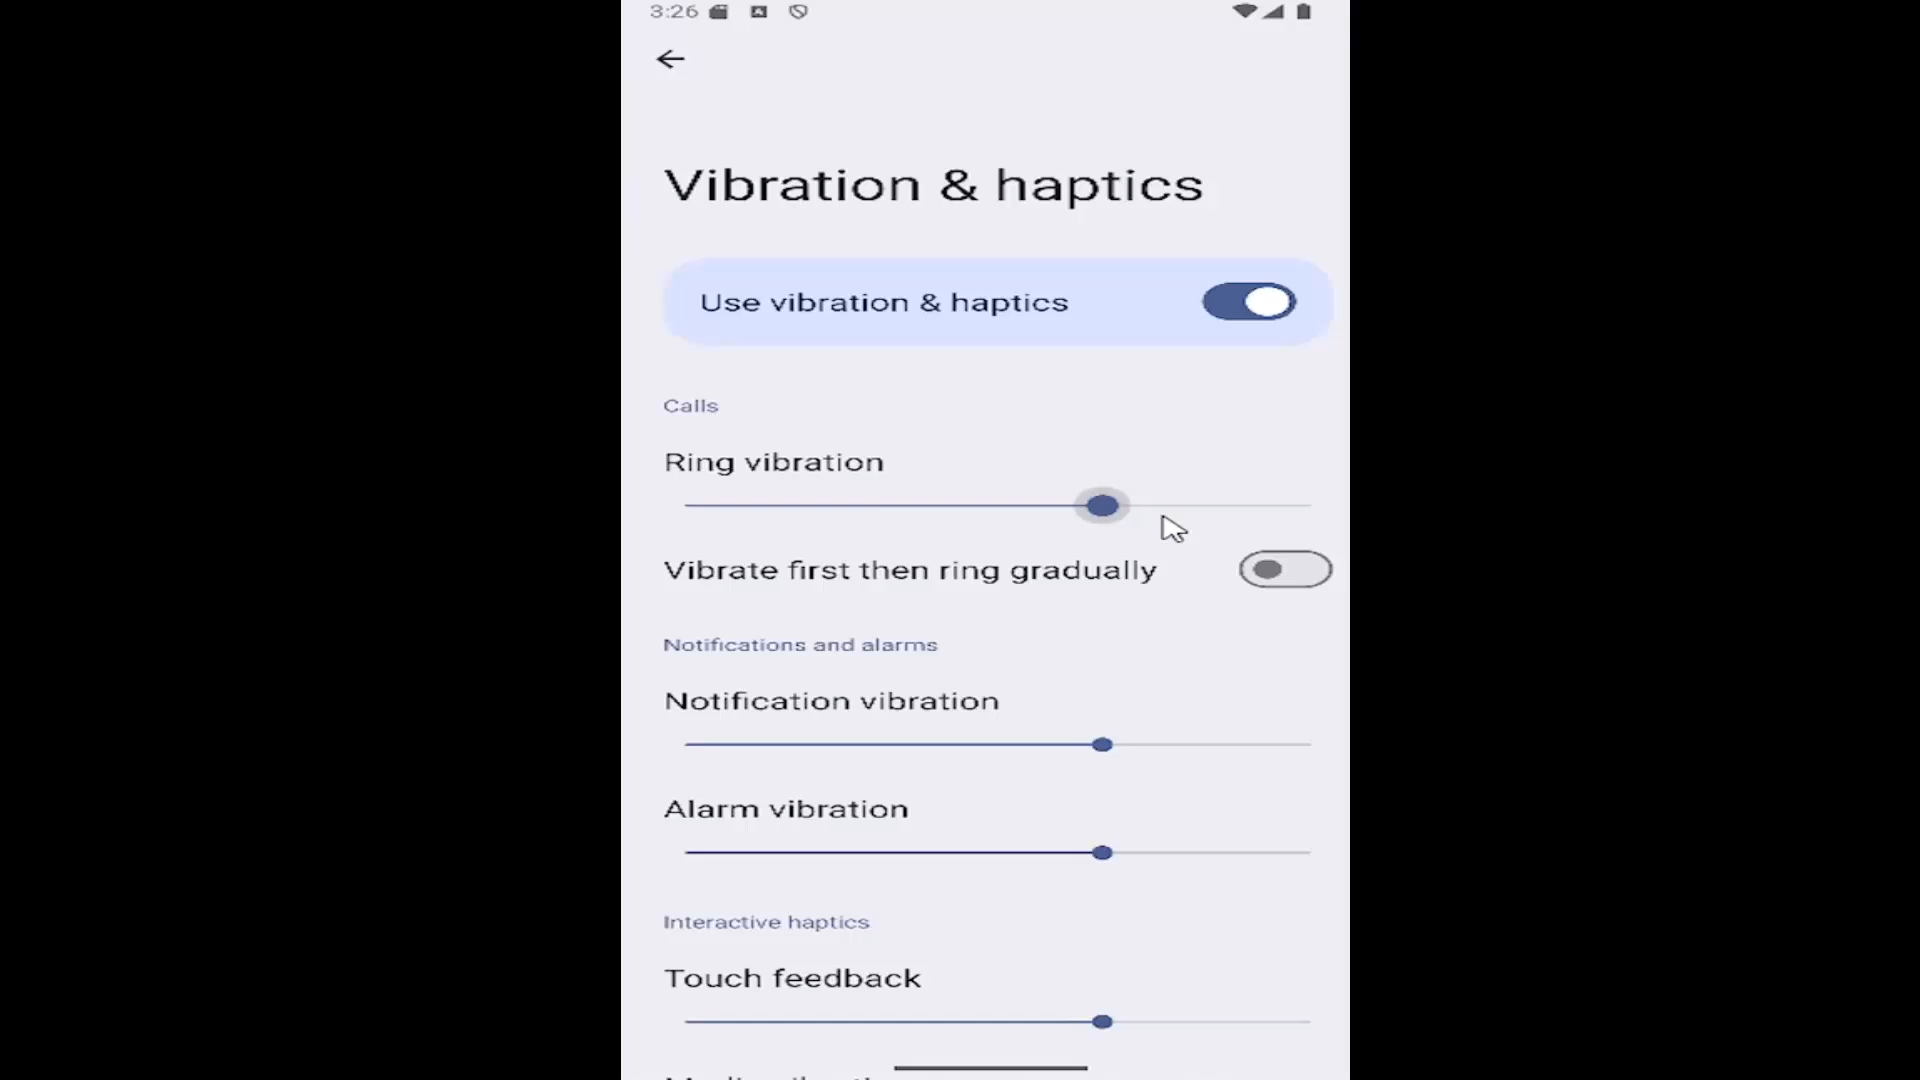 3:26
Vibration & haptics
Use vibration & haptics
Calls
Ring vibration
Vibrate first then ring gradually
Notifications and alarms
Notification vibration
Alarm vibration
Interactive haptics
Touch feedback